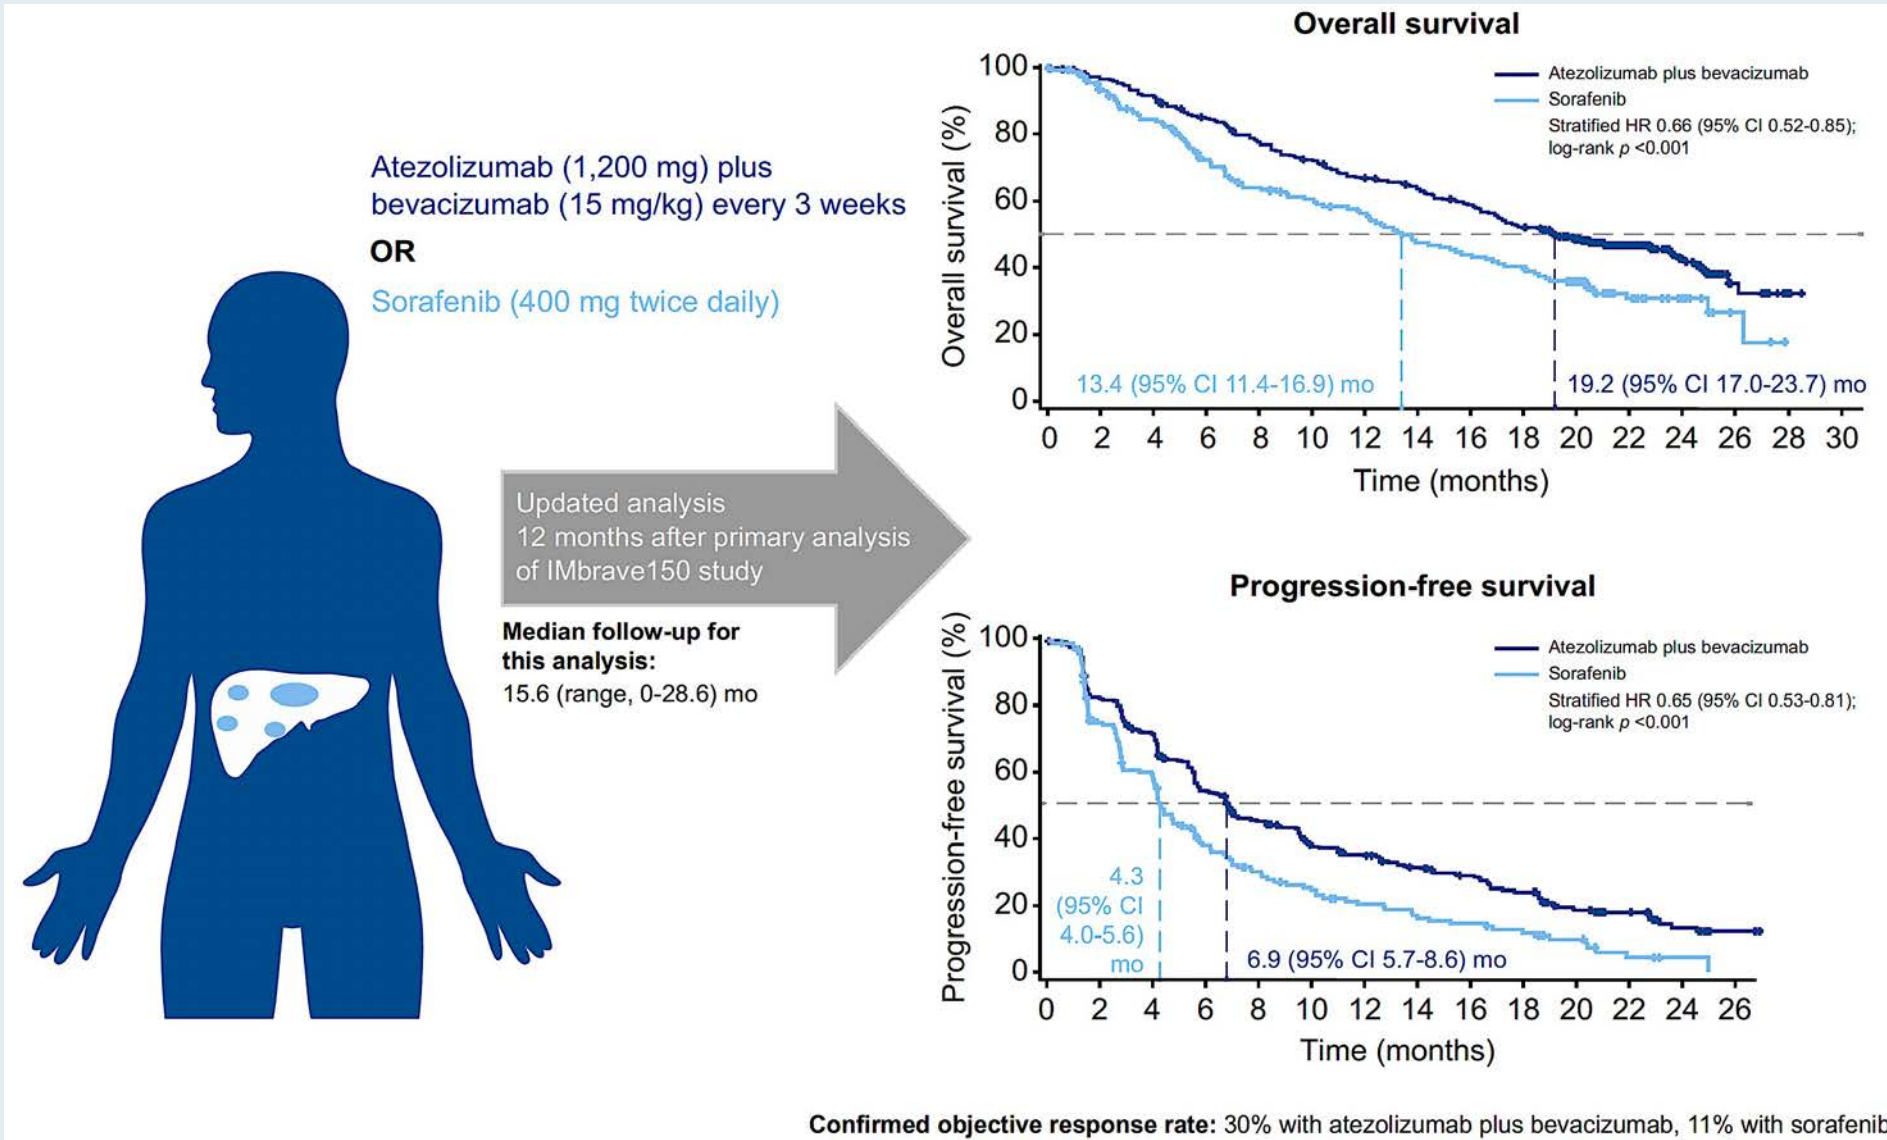 Atezolizumab (1,200 mg) plus
bevacizumab (15 mg/kg) every 3 weeks
OR
Sorafenib (400 mg twice daily)
Updated analysis
12 months after primary analysis
of IMbrave150 study
Median follow-up for
this analysis:
15.6 (range, 0-28.6) mo
Overall survival
Overall survival (%)
100
80
60
40
20
0
Atezolizumab plus bevacizumab
Sorafenib
Stratified HR 0.66 (95% CI 0.52-0.85);
log-rank p <0.001
13.4 (95% CI 11.4-16.9) mo
19.2 (95% CI 17.0-23.7) mo
0 2 4 6 8 10 12 14 16 18 20 22 24 26 28 30
Time (months)
Progression-free survival
Progression-free survival (%)
100
80
60
40
20
0
Atezolizumab plus bevacizumab
Sorafenib
Stratified HR 0.65 (95% CI 0.53-0.81);
log-rank p <0.001
4.3
(95% CI
4.0-5.6)
mo
6.9 (95% CI 5.7-8.6) mo
0 2 4 6 8 10 12 14 16 18 20 22 24 26
Time (months)
Confirmed objective response rate: 30% with atezolizumab plus bevacizumab, 11% with sorafenib